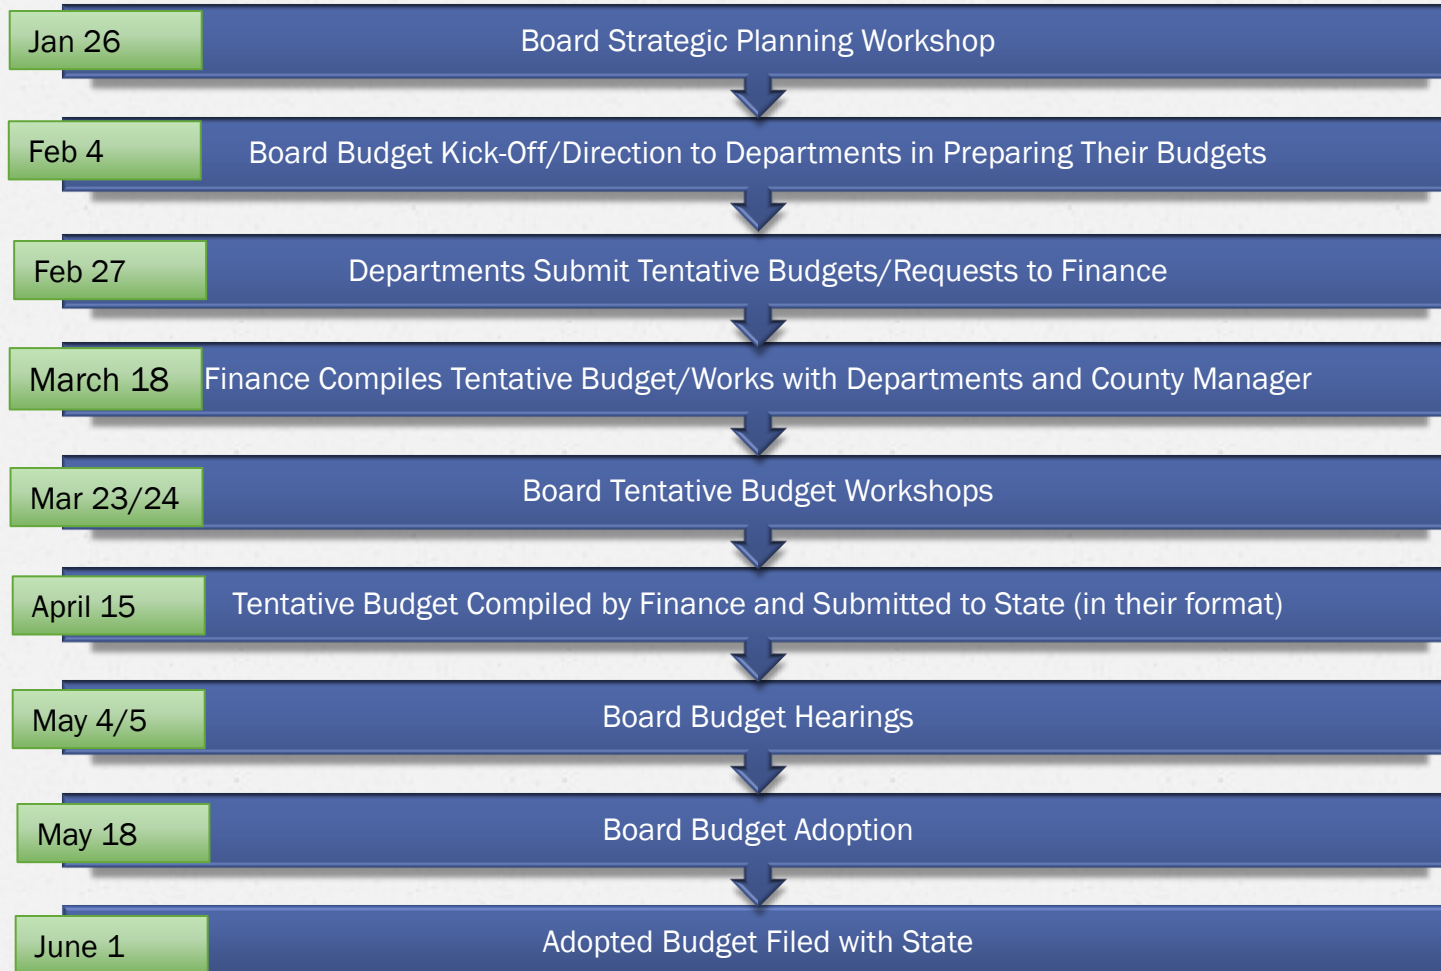 Jan 26
Board Strategic Planning Workshop
Feb 4
Board Budget Kick-Off/Direction to Departments in Preparing Their Budgets
Feb 27
Departments Submit Tentative Budgets/Requests to Finance
March 18
Finance Compiles Tentative Budget/Works with Departments and County Manager
Mar 23/24
Board Tentative Budget Workshops
April 15
Tentative Budget Compiled by Finance and Submitted to State (in their format)
May 4/5
Board Budget Hearings
May 18
Board Budget Adoption
June 1
Adopted Budget Filed with State